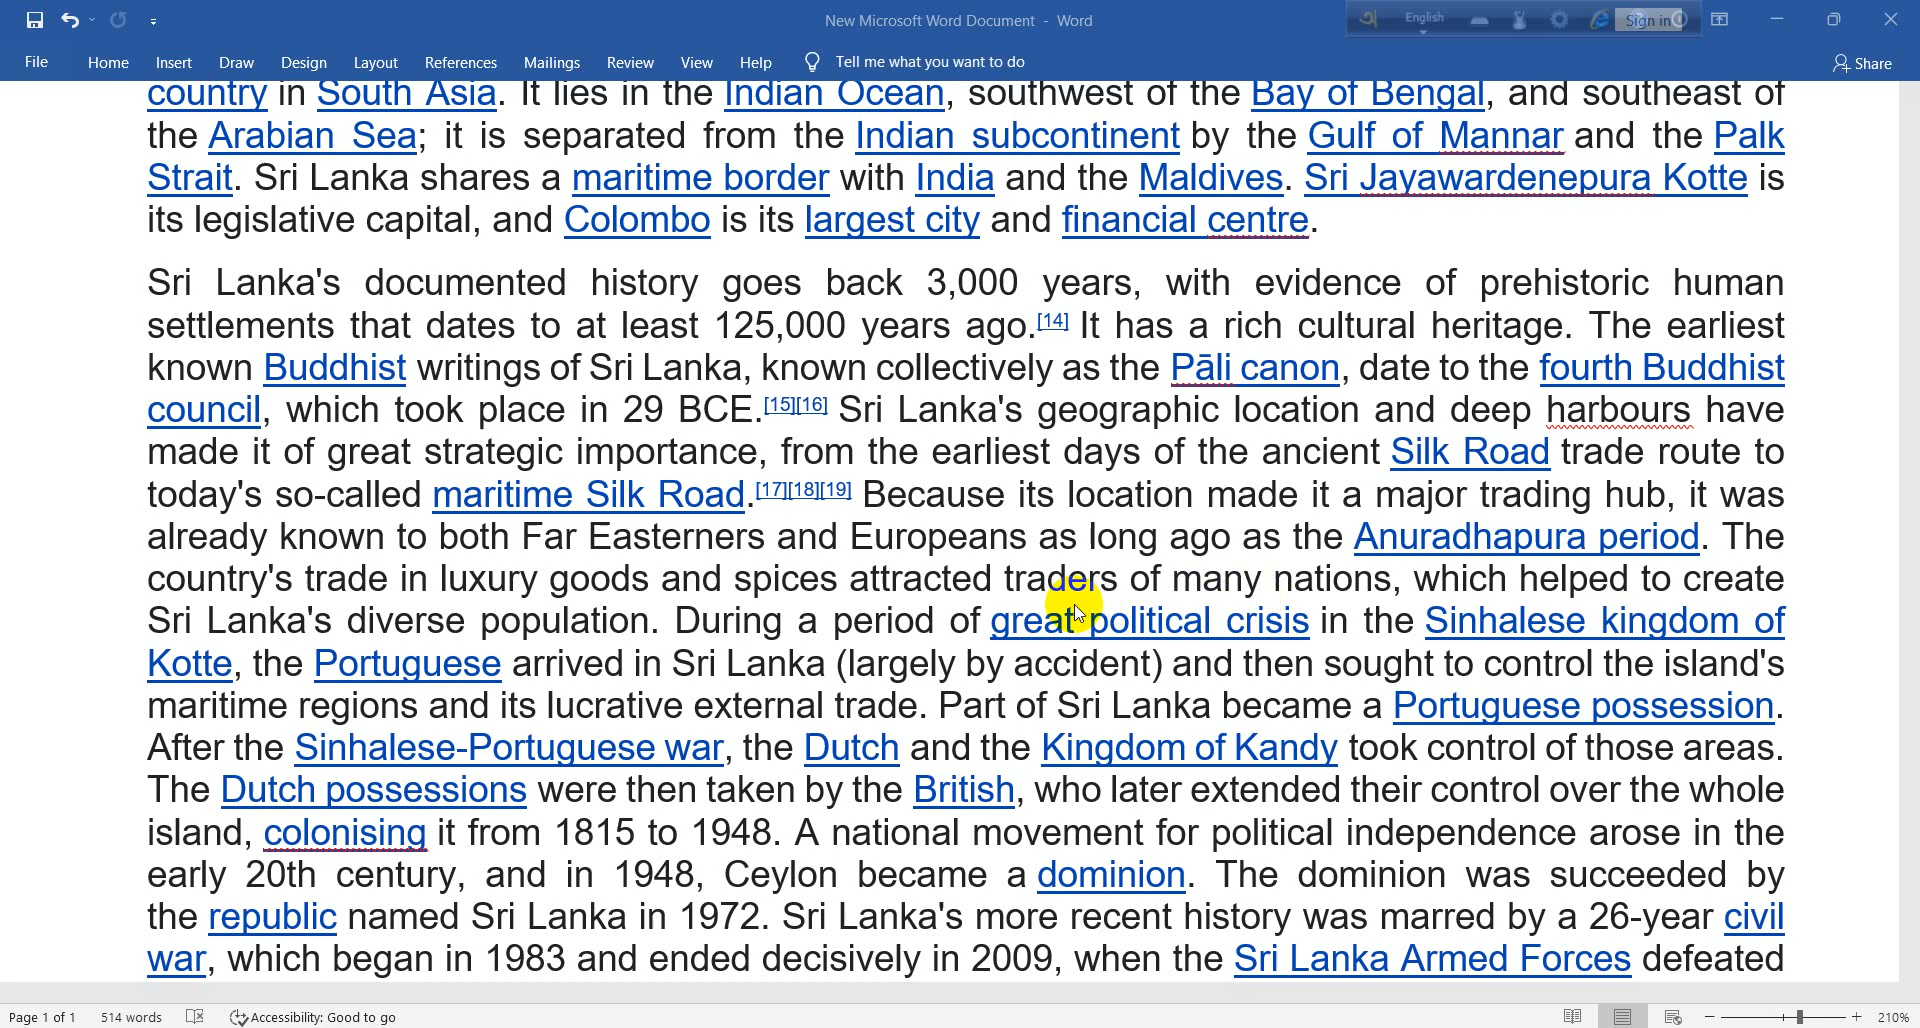 New Microsoft Word Document - Word
English
Sign in
File Home Insert Draw Design Layout References Mailings Review View Help Tell me what you want to do Share
country in South Asia. It lies in the Indian Ocean, southwest of the Bay of Bengal, and southeast of
the Arabian Sea; it is separated from the Indian subcontinent by the Gulf of Mannar and the Palk
Strait. Sri Lanka shares a maritime border with India and the Maldives. Sri Jayawardenepura Kotte is
its legislative capital, and Colombo is its largest city and financial centre.
Sri Lanka's documented history goes back 3,000 years, with evidence of prehistoric human
settlements that dates to at least 125,000 years ago.[14] It has a rich cultural heritage. The earliest
known Buddhist writings of Sri Lanka, known collectively as the Pāli canon, date to the fourth Buddhist
council, which took place in 29 BCE.[15][16] Sri Lanka's geographic location and deep harbours have
made it of great strategic importance, from the earliest days of the ancient Silk Road trade route to
today's so-called maritime Silk Road.[17][18][19] Because its location made it a major trading hub, it was
already known to both Far Easterners and Europeans as long ago as the Anuradhapura period. The
country's trade in luxury goods and spices attracted traders of many nations, which helped to create
Sri Lanka's diverse population. During a period of great political crisis in the Sinhalese kingdom of
Kotte, the Portuguese arrived in Sri Lanka (largely by accident) and then sought to control the island's
maritime regions and its lucrative external trade. Part of Sri Lanka became a Portuguese possession.
After the Sinhalese-Portuguese war, the Dutch and the Kingdom of Kandy took control of those areas.
The Dutch possessions were then taken by the British, who later extended their control over the whole
island, colonising it from 1815 to 1948. A national movement for political independence arose in the
early 20th century, and in 1948, Ceylon became a dominion. The dominion was succeeded by
the republic named Sri Lanka in 1972. Sri Lanka's more recent history was marred by a 26-year civil
war, which began in 1983 and ended decisively in 2009, when the Sri Lanka Armed Forces defeated
Page 1 of 1 514 words Accessibility: Good to go 210%